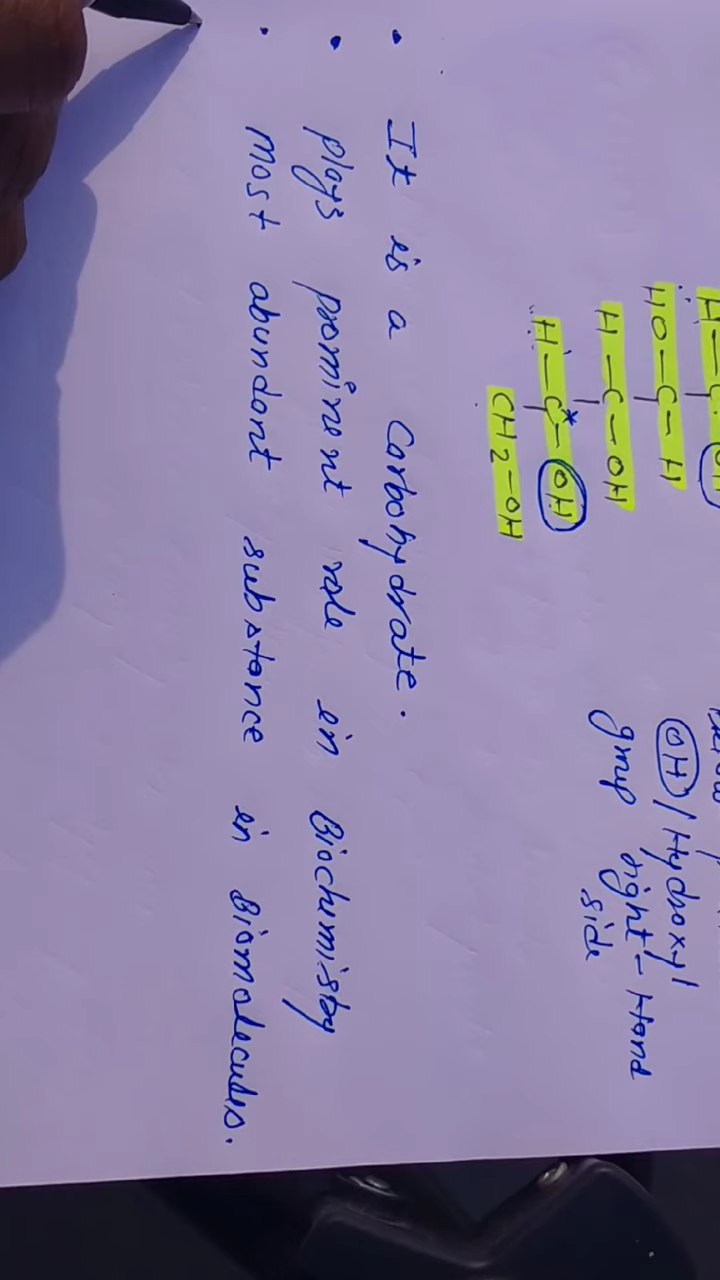 HO-C-H
H-C-OH
H-C*-OH
CH2-OH
OH / Hydroxyl
group right-Hand
side
• It is a Carbohydrate.
• plays prominent role in Biochemistry
• most abundant substance in Biomolecules.